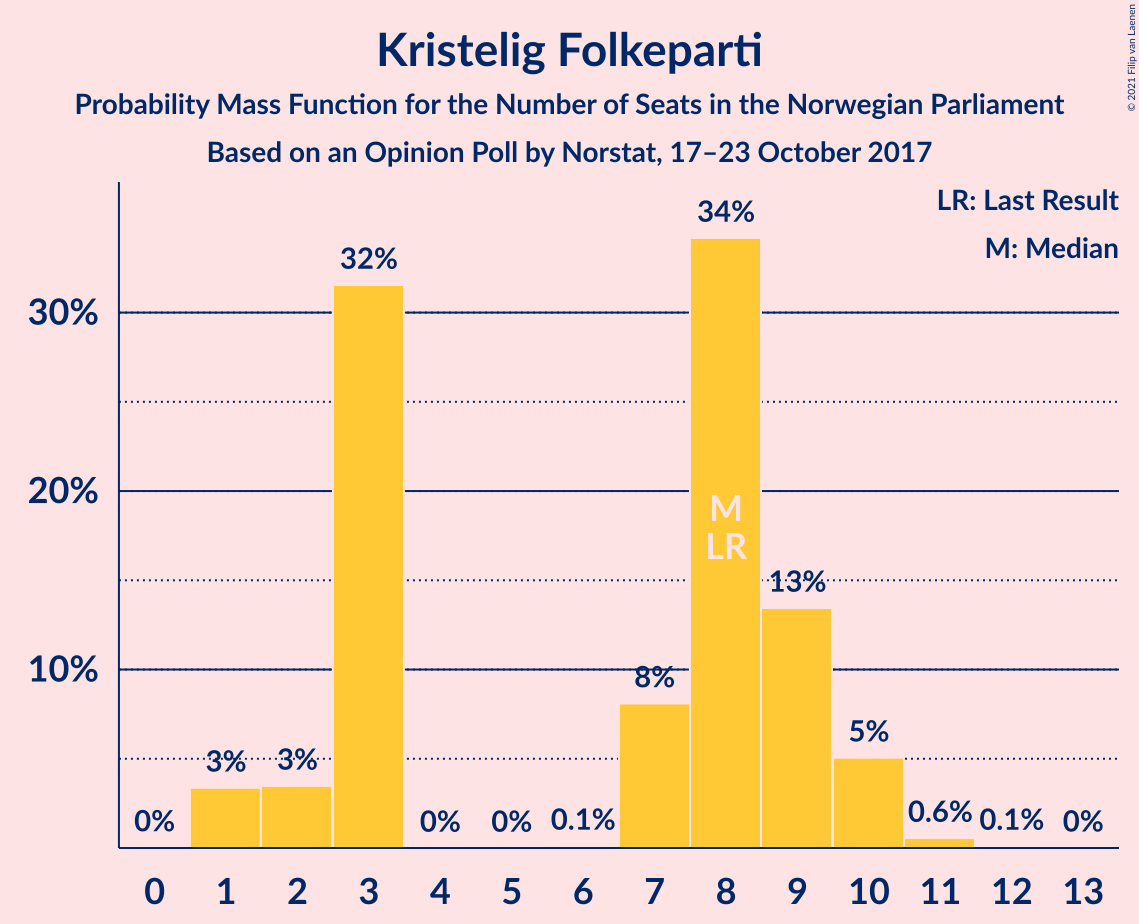 Kristelig Folkeparti
Probability Mass Function for the Number of Seats in the Norwegian Parliament
Based on an Opinion Poll by Norstat, 17–23 October 2017
© 2021 Filip van Laenen
LR: Last Result
M: Median
34%
32%
30%
20%
M
LR
13%
10%
8%
5%
3%
3%
0%
0%
0%
0.1%
0.6%
0.1%
0%
0 1 2 3 4 5 6 7 8 9 10 11 12 13